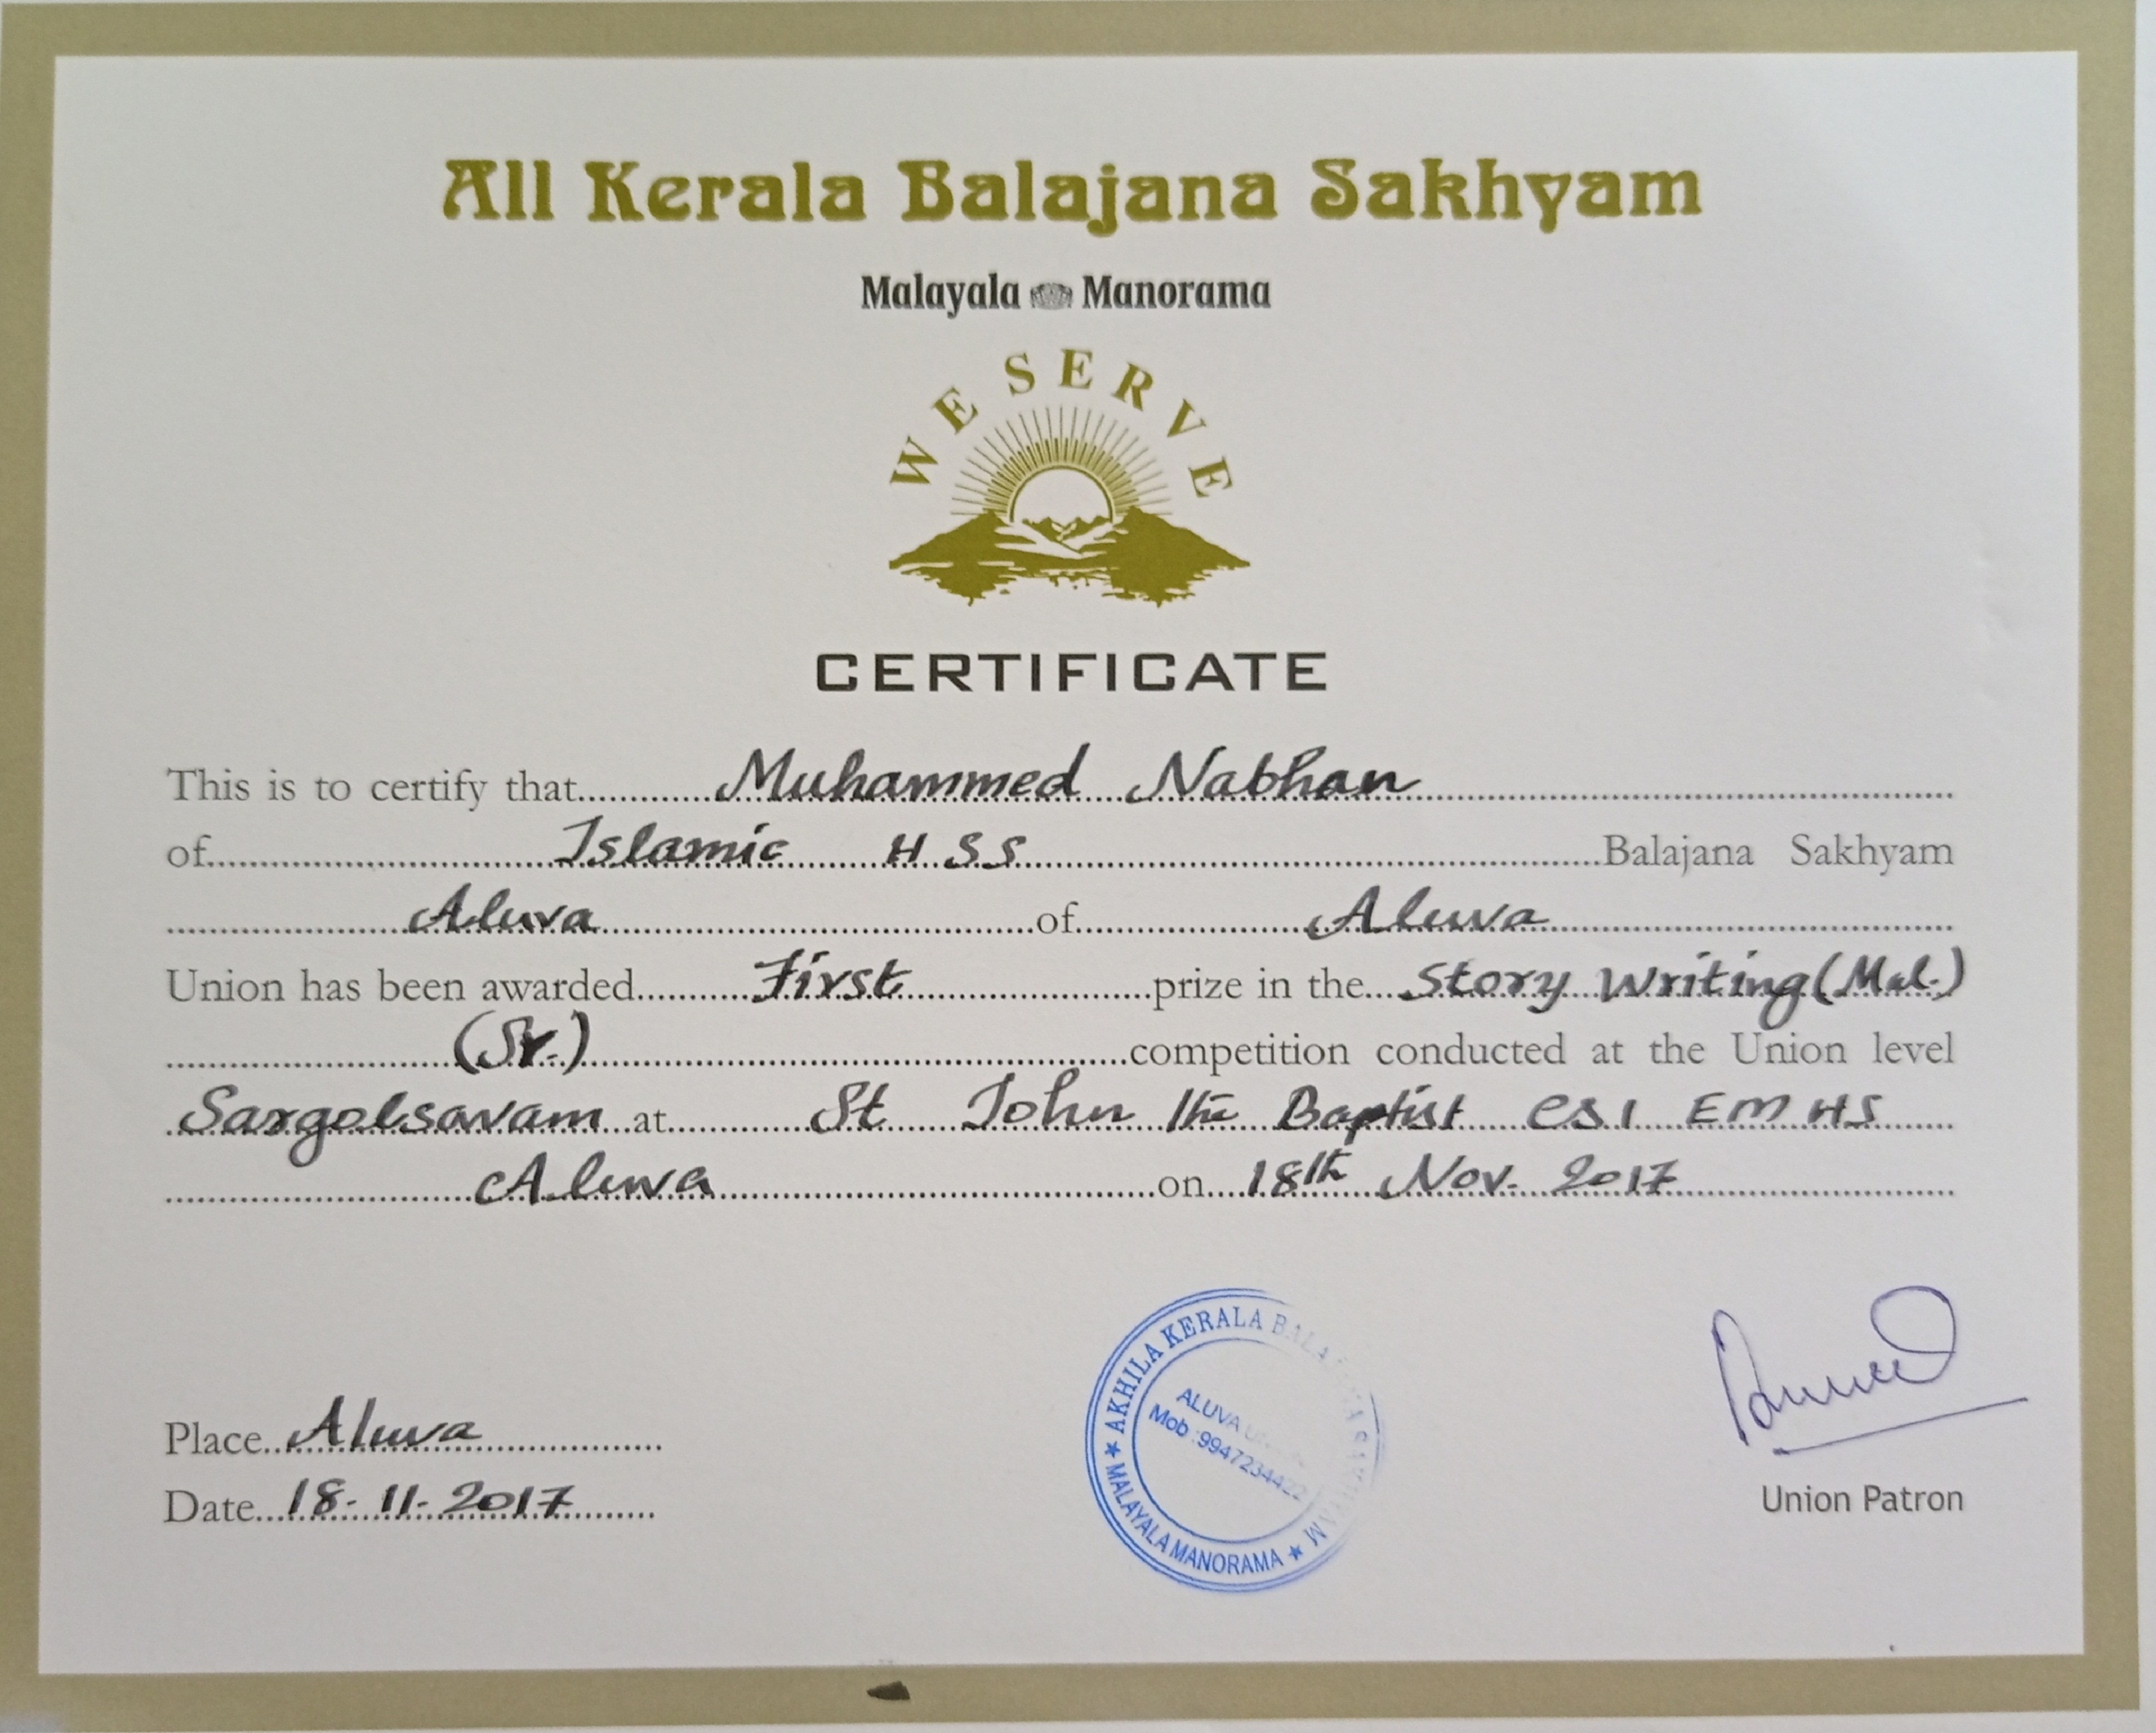 All Kerala Balajana Sakhyam
Malayala Manorama
WE SERVE
CERTIFICATE
This is to certify that............Muhammed Nabhan............
of............Islamic H S S............Balajana Sakhyam
............Aluva............of............Aluva............
Union has been awarded............First............prize in the...Story Writing (Mal.)
............(Sr.)............competition conducted at the Union level
Sargolsavam...at............St John the Baptist CSI EM HS............
............Aluva............on....18th Nov. 2017............
AKHILA KERALA
ALUVA
Mob :9947234422
★ MALAYALA MANORAMA ★
Place...Aluva............
Date...18-11-2017............
Union Patron